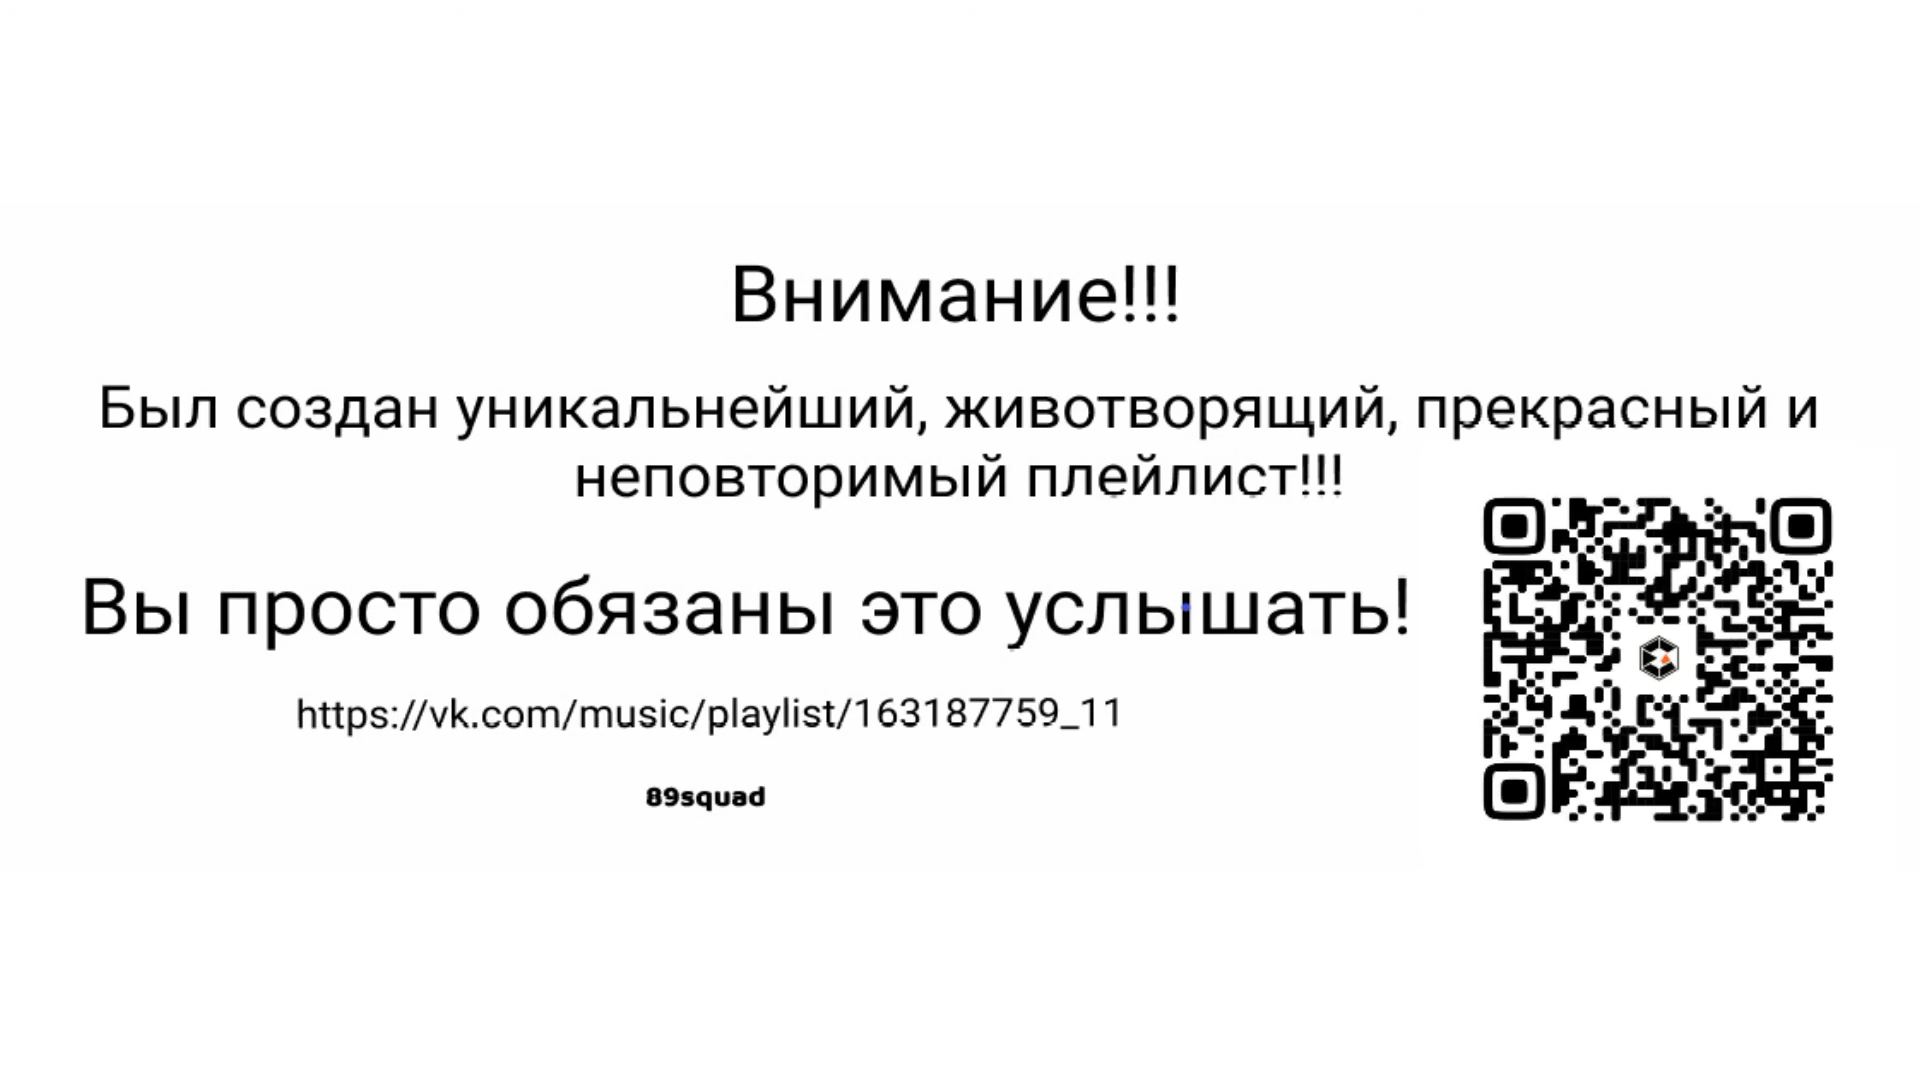 Внимание!!!
Был создан уникальнейший, животворящий, прекрасный и
неповторимый плейлист!!!
Вы просто обязаны это услышать!
https://vk.com/music/playlist/163187759_11
89squad